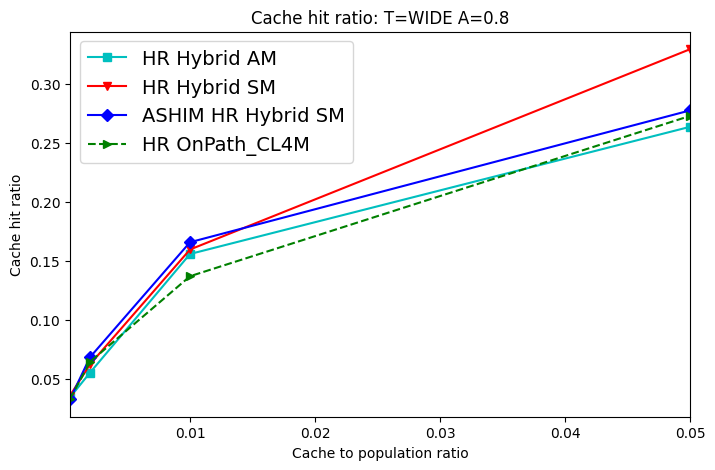 Cache hit ratio: T=WIDE A=0.8
HR Hybrid AM
HR Hybrid SM
ASHIM HR Hybrid SM
HR OnPath_CL4M
Cache hit ratio
0.30
0.25
0.20
0.15
0.10
0.05
0.01 0.02 0.03 0.04 0.05
Cache to population ratio